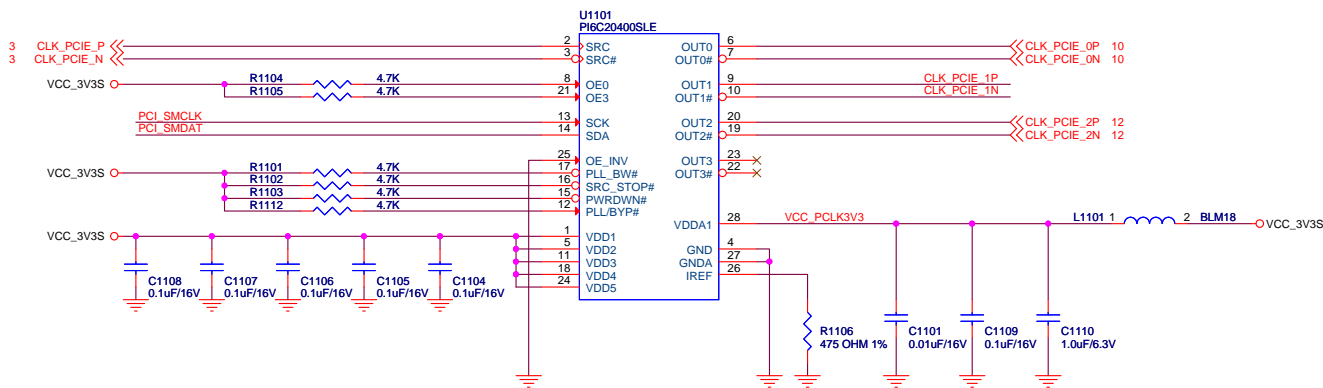 U1101
PI6C20400SLE
3 CLK_PCIE_P 2 SRC OUT0 6 CLK_PCIE_0P 10
3 CLK_PCIE_N 3 SRC# OUT0# 7 CLK_PCIE_0N 10
VCC_3V3S R1104 4.7K 8 OE0 OUT1 9 CLK_PCIE_1P
R1105 4.7K 21 OE3 OUT1# 10 CLK_PCIE_1N
PCI_SMCLK 13 SCK OUT2 20 CLK_PCIE_2P 12
PCI_SMDAT 14 SDA OUT2# 19 CLK_PCIE_2N 12
25 OE_INV OUT3 23
VCC_3V3S R1101 4.7K 17 PLL_BW# OUT3# 22
R1102 4.7K 16 SRC_STOP#
R1103 4.7K 15 PWRDWN#
R1112 4.7K 12 PLL/BYP#
VDDA1 28 VCC_PCLK3V3 L1101 1 2 BLM18 VCC_3V3S
VCC_3V3S 1 VDD1
5 VDD2 GND 4
11 VDD3 GNDA 27
18 VDD4 IREF 26
24 VDD5
C1108 C1107 C1106 C1105 C1104
0.1uF/16V 0.1uF/16V 0.1uF/16V 0.1uF/16V 0.1uF/16V
R1106 C1101 C1109 C1110
475 OHM 1% 0.01uF/16V 0.1uF/16V 1.0uF/6.3V